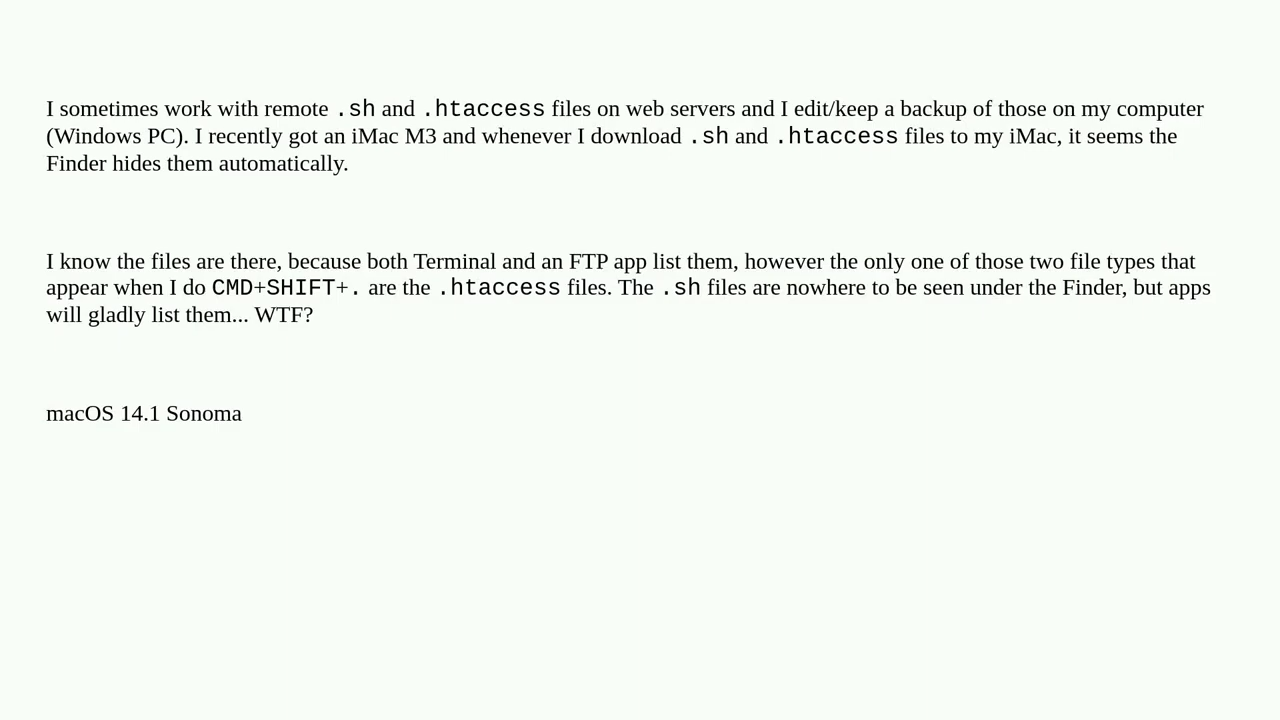 I sometimes work with remote .sh and .htaccess files on web servers and I edit/keep a backup of those on my computer
(Windows PC). I recently got an iMac M3 and whenever I download .sh and .htaccess files to my iMac, it seems the
Finder hides them automatically.
I know the files are there, because both Terminal and an FTP app list them, however the only one of those two file types that
appear when I do CMD+SHIFT+. are the .htaccess files. The .sh files are nowhere to be seen under the Finder, but apps
will gladly list them... WTF?
macOS 14.1 Sonoma